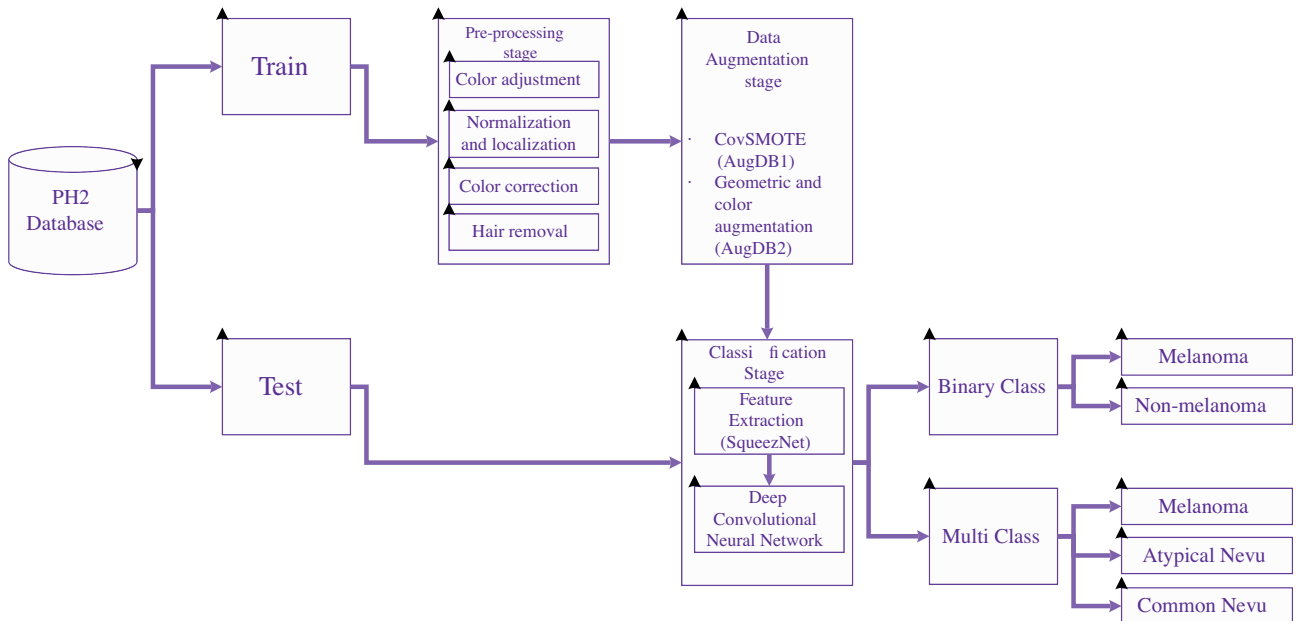 PH2
Database
Train
Test
Pre-processing
stage
Color adjustment
Normalization
and localization
Color correction
Hair removal
Data
Augmentation
stage
· CovSMOTE
(AugDB1)
· Geometric and
color
augmentation
(AugDB2)
Classi fication
Stage
Feature
Extraction
(SqueezNet)
Deep
Convolutional
Neural Network
Binary Class
Melanoma
Non-melanoma
Multi Class
Melanoma
Atypical Nevu
Common Nevu